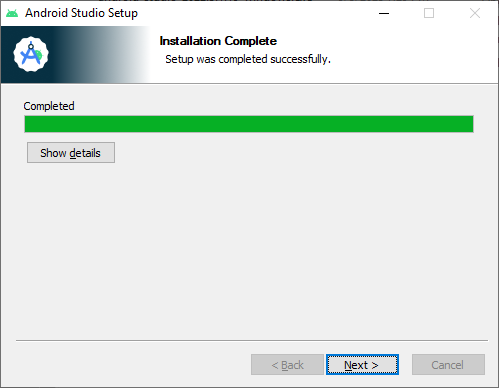 Android Studio Setup
Installation Complete
Setup was completed successfully.
Completed
Show details
< Back
Next >
Cancel